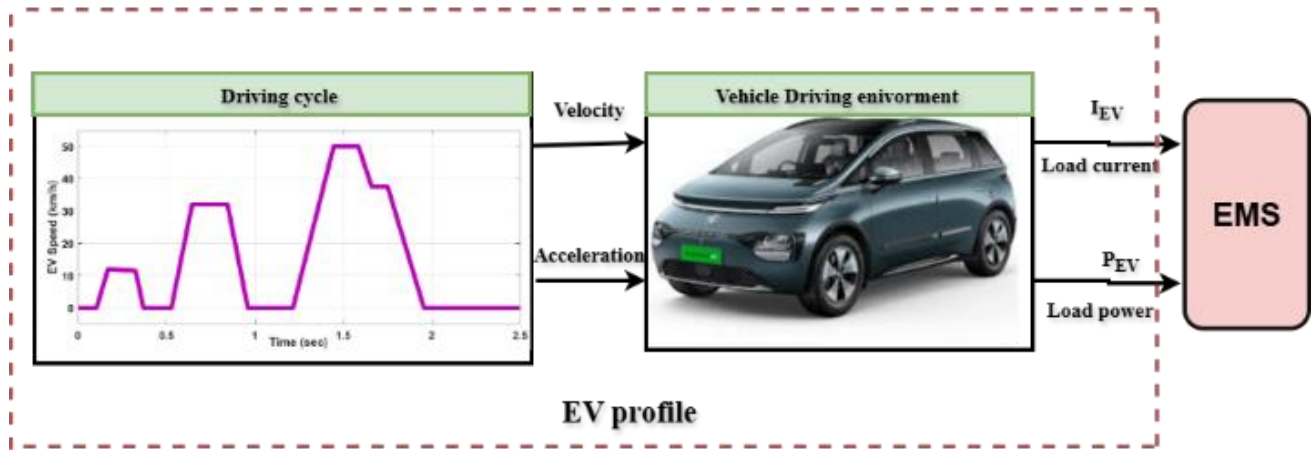 Driving cycle
EV Speed (km/h)
50
40
30
20
10
0
0
0.5
1
1.5
2
2.5
Time (sec)
Velocity
Acceleration
Vehicle Driving enivorment
I_EV
Load current
P_EV
Load power
EMS
EV profile